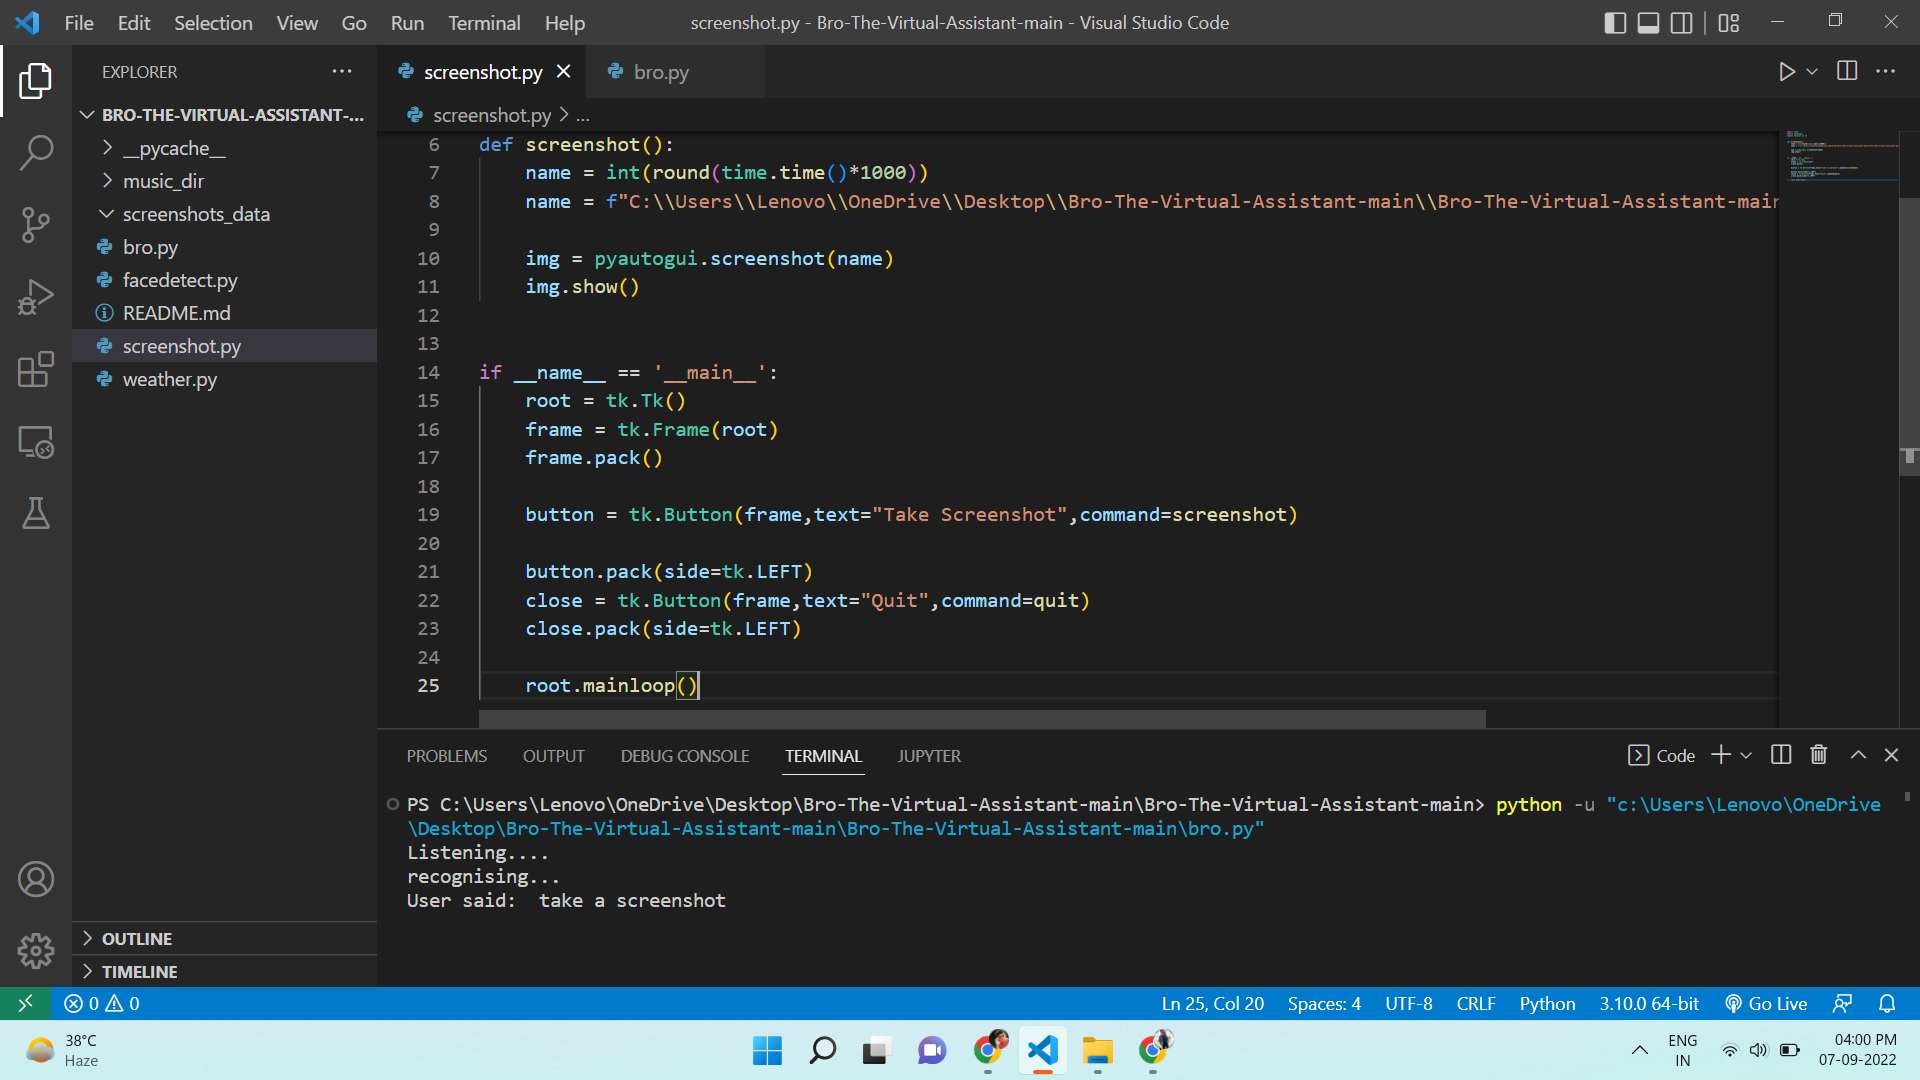 File Edit Selection View Go Run Terminal Help
screenshot.py - Bro-The-Virtual-Assistant-main - Visual Studio Code
EXPLORER
BRO-THE-VIRTUAL-ASSISTANT-...
__pycache__
music_dir
screenshots_data
bro.py
facedetect.py
README.md
screenshot.py
weather.py
OUTLINE
TIMELINE
screenshot.py
bro.py
screenshot.py > ...
6 def screenshot():
7 name = int(round(time.time()*1000))
8 name = f"C:\\Users\\Lenovo\\OneDrive\\Desktop\\Bro-The-Virtual-Assistant-main\\Bro-The-Virtual-Assistant-main
9
10 img = pyautogui.screenshot(name)
11 img.show()
12
13
14 if __name__ == '__main__':
15 root = tk.Tk()
16 frame = tk.Frame(root)
17 frame.pack()
18
19 button = tk.Button(frame,text="Take Screenshot",command=screenshot)
20
21 button.pack(side=tk.LEFT)
22 close = tk.Button(frame,text="Quit",command=quit)
23 close.pack(side=tk.LEFT)
24
25 root.mainloop()
PROBLEMS OUTPUT DEBUG CONSOLE TERMINAL JUPYTER
Code
PS C:\Users\Lenovo\OneDrive\Desktop\Bro-The-Virtual-Assistant-main\Bro-The-Virtual-Assistant-main> python -u "c:\Users\Lenovo\OneDrive
\Desktop\Bro-The-Virtual-Assistant-main\Bro-The-Virtual-Assistant-main\bro.py"
Listening....
recognising...
User said:  take a screenshot
0 0
Ln 25, Col 20 Spaces: 4 UTF-8 CRLF Python 3.10.0 64-bit Go Live
38°C
Haze
ENG
IN
04:00 PM
07-09-2022